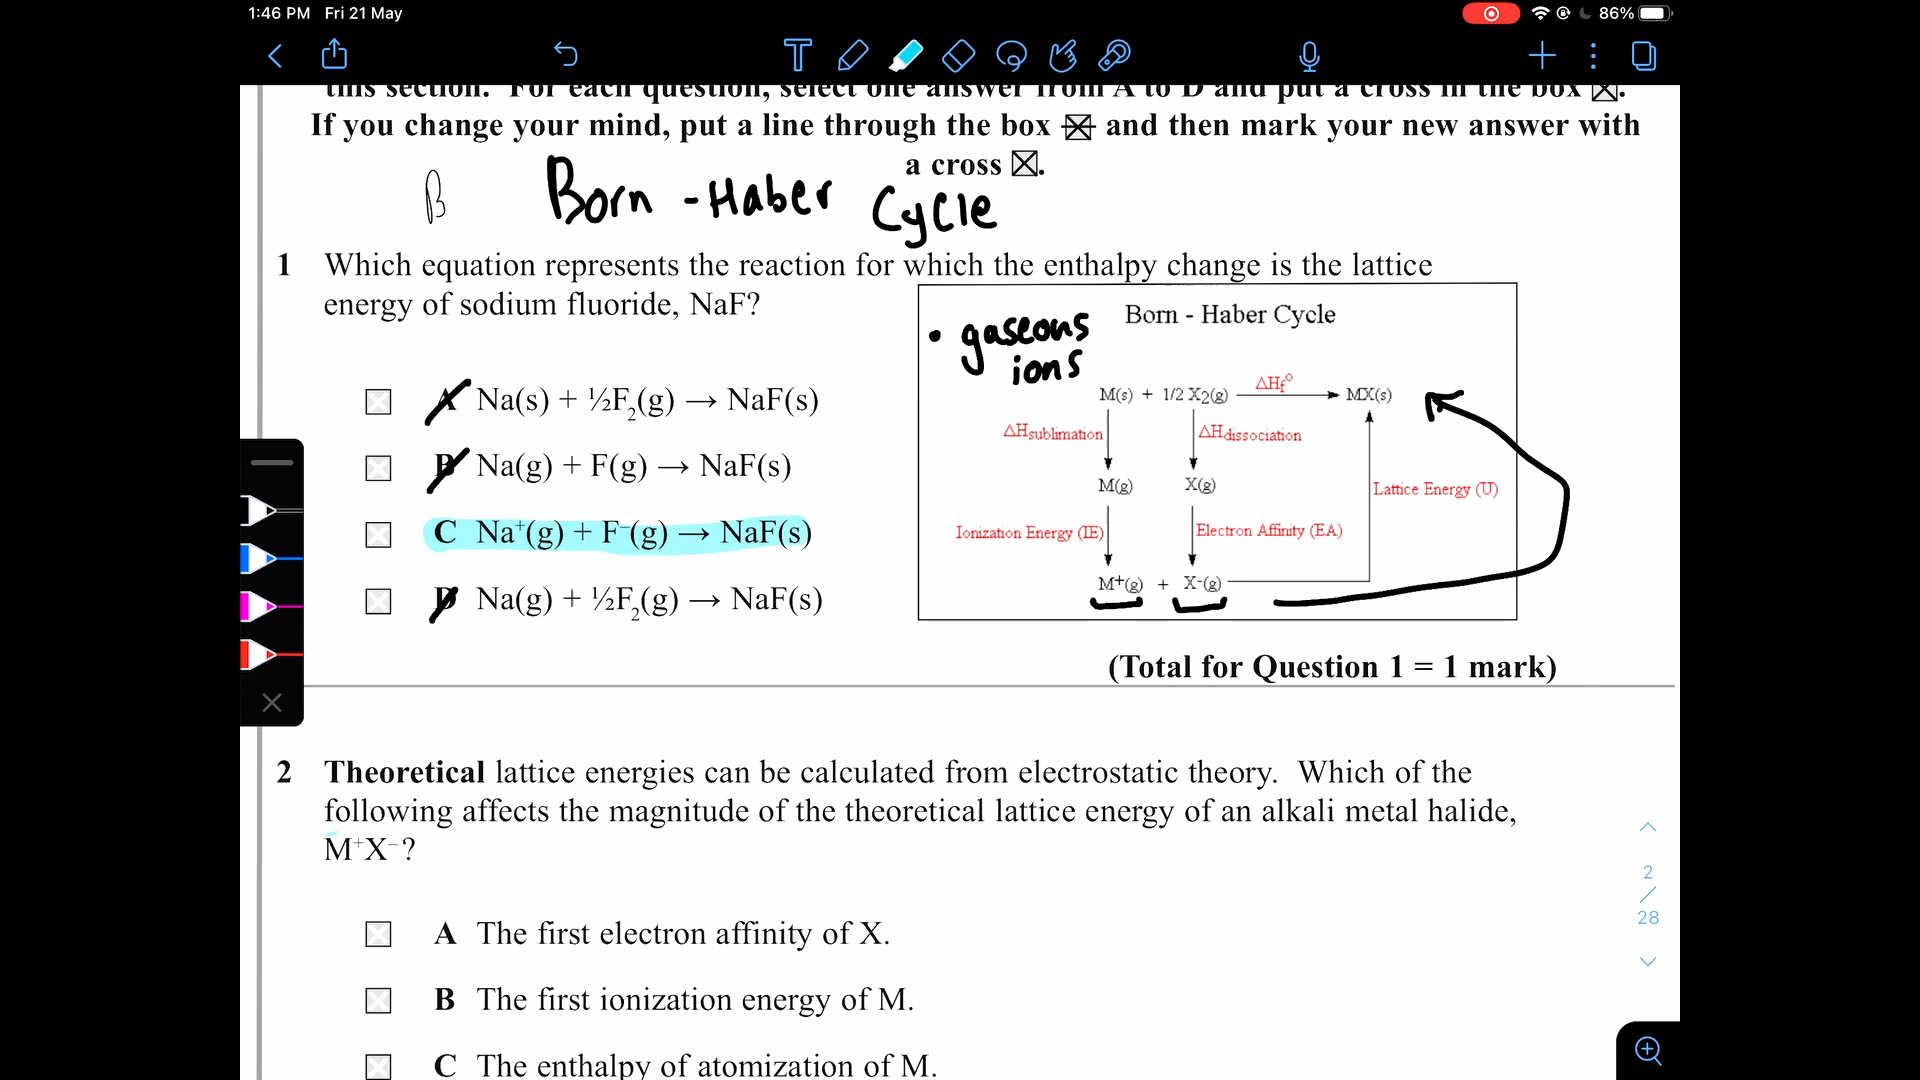 1:46 PM Fri 21 May
86%
this section. For each question, select one answer from A to D and put a cross in the box ☒.
If you change your mind, put a line through the box ☒ and then mark your new answer with
a cross ☒.
B Born - Haber Cycle
1 Which equation represents the reaction for which the enthalpy change is the lattice
energy of sodium fluoride, NaF?
A Na(s) + ½F₂(g) → NaF(s)
B Na(g) + F(g) → NaF(s)
C Na⁺(g) + F⁻(g) → NaF(s)
D Na(g) + ½F₂(g) → NaF(s)
Born - Haber Cycle
• gaseous
ions
ΔHf°
M(s) + 1/2 X₂(g) MX(s)
ΔHsublimation ΔHdissociation
M(g) X(g)
Lattice Energy (U)
Ionization Energy (IE) Electron Affinity (EA)
M⁺(g) + X⁻(g)
(Total for Question 1 = 1 mark)
2 Theoretical lattice energies can be calculated from electrostatic theory. Which of the
following affects the magnitude of the theoretical lattice energy of an alkali metal halide,
M⁺X⁻?
A The first electron affinity of X.
B The first ionization energy of M.
C The enthalpy of atomization of M.
2
/
28